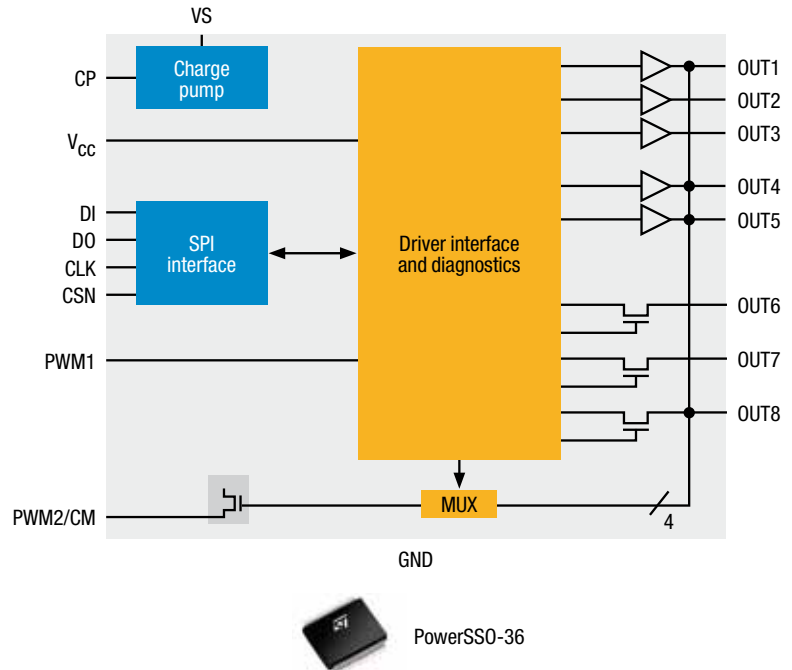 VS
CP
Charge
pump
VCC
DI
DO
CLK
CSN
SPI
interface
PWM1
Driver interface
and diagnostics
OUT1
OUT2
OUT3
OUT4
OUT5
OUT6
OUT7
OUT8
PWM2/CM
MUX
4
GND
PowerSSO-36